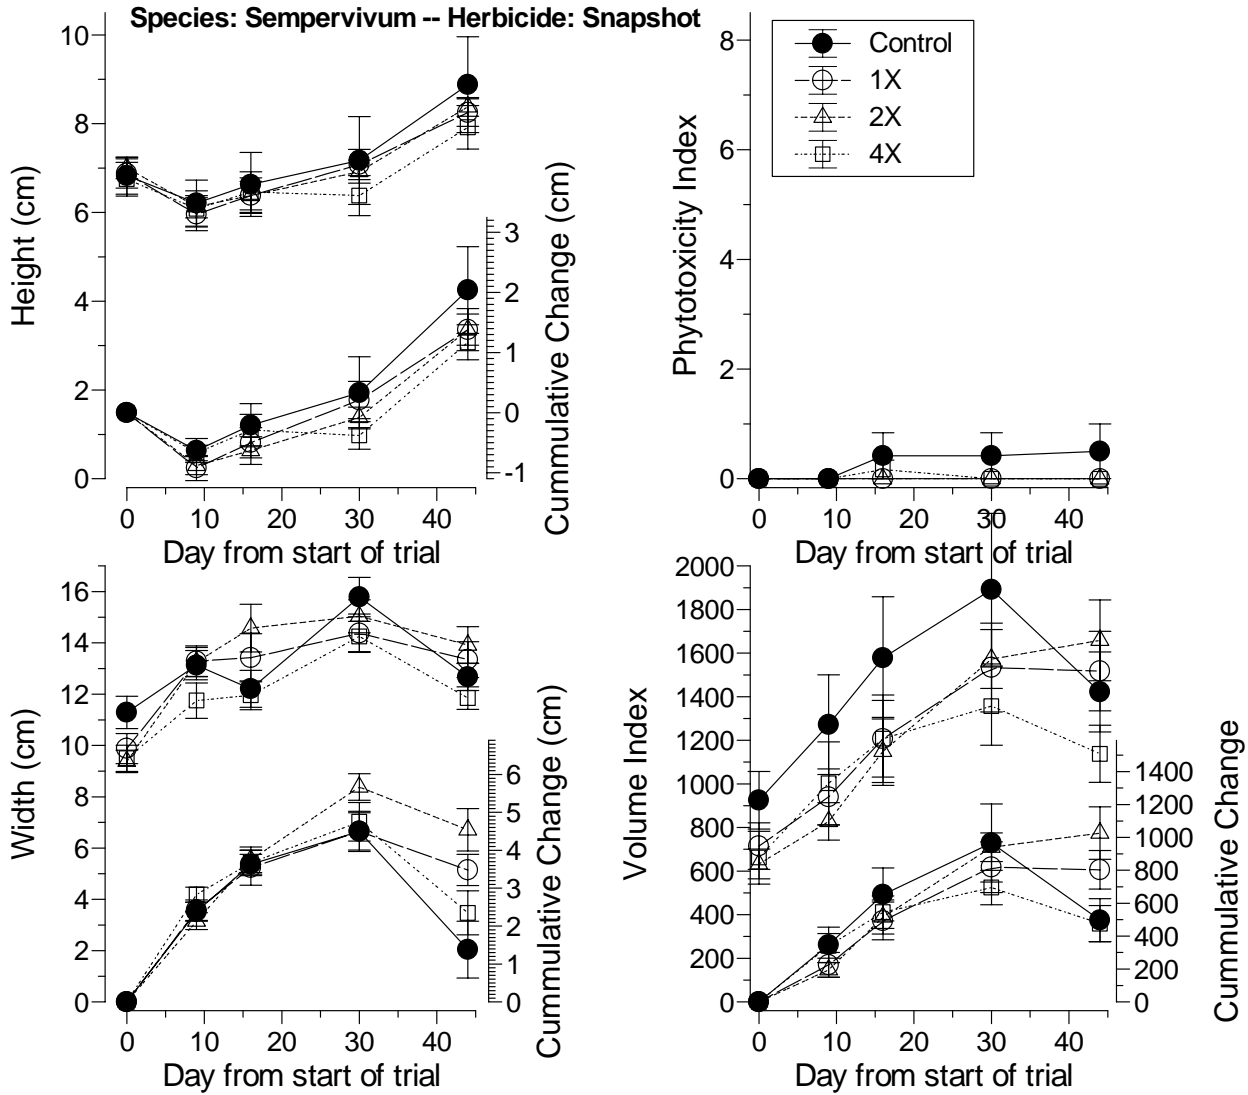 Species: Sempervivum -- Herbicide: Snapshot
10
8
6
4
2
0
Height (cm)
3
2
1
0
-1
Cummulative Change (cm)
0 10 20 30 40
Day from start of trial
8
6
4
2
0
Phytotoxicity Index
Control
1X
2X
4X
0 10 20 30 40
Day from start of trial
16
14
12
10
8
6
4
2
0
Width (cm)
6
5
4
3
2
1
0
Cummulative Change (cm)
0 10 20 30 40
Day from start of trial
2000
1800
1600
1400
1200
1000
800
600
400
200
0
Volume Index
1400
1200
1000
800
600
400
200
0
Cummulative Change
0 10 20 30 40
Day from start of trial